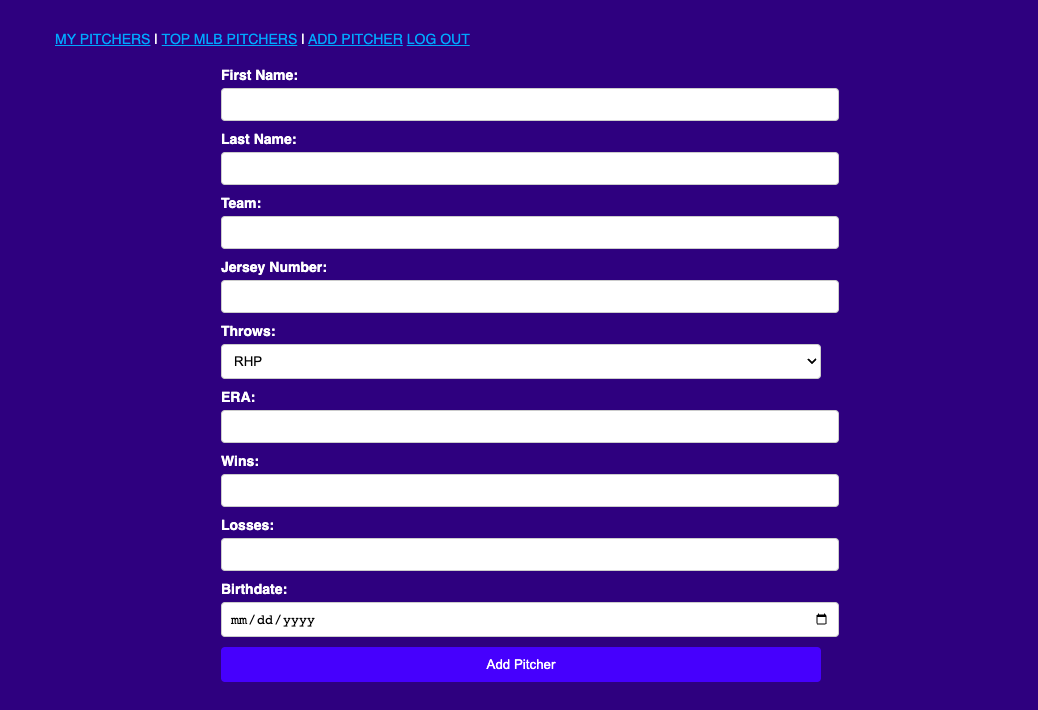 MY PITCHERS | TOP MLB PITCHERS | ADD PITCHER LOG OUT
First Name:
Last Name:
Team:
Jersey Number:
Throws:
RHP
ERA:
Wins:
Losses:
Birthdate:
mm/dd/yyyy
Add Pitcher